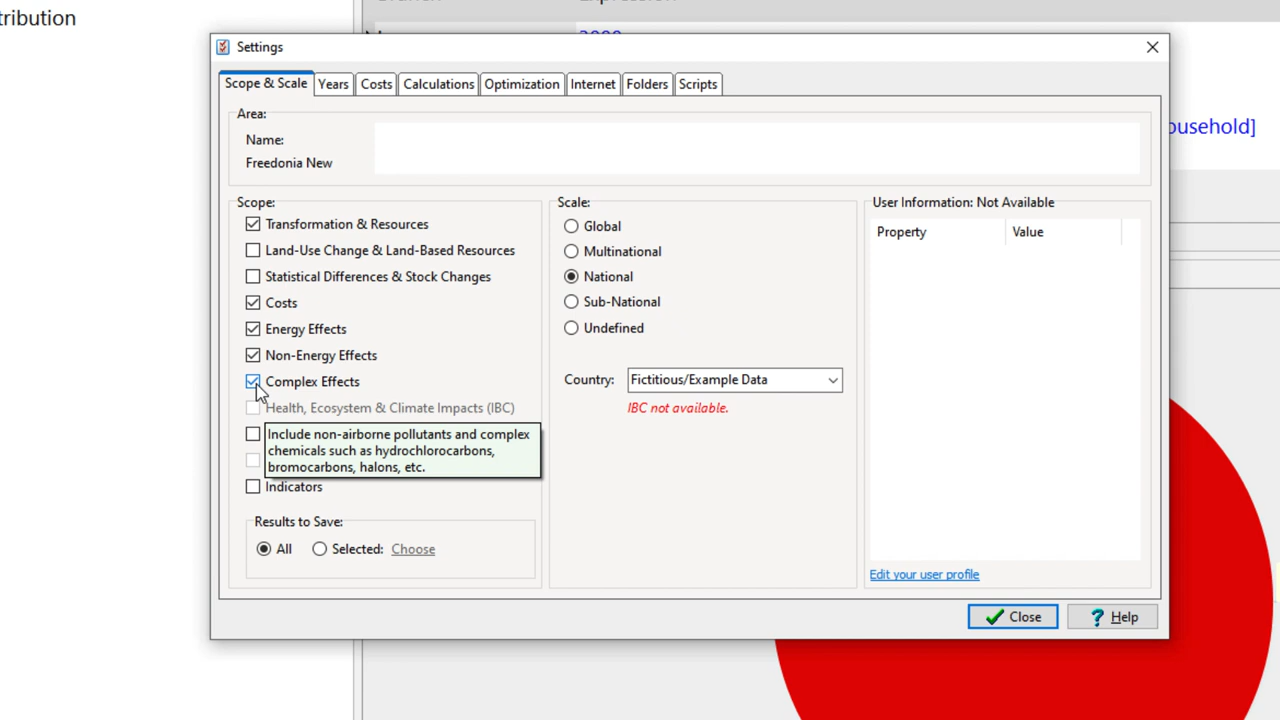 tribution
Settings
Scope & Scale
Years
Costs
Calculations
Optimization
Internet
Folders
Scripts
Area:
Name:
Freedonia New
ousehold]
Scope:
Transformation & Resources
Land-Use Change & Land-Based Resources
Statistical Differences & Stock Changes
Costs
Energy Effects
Non-Energy Effects
Complex Effects
Health, Ecosystem & Climate Impacts (IBC)
Include non-airborne pollutants and complex
chemicals such as hydrochlorocarbons,
bromocarbons, halons, etc.
Indicators
Results to Save:
All
Selected: Choose
Scale:
Global
Multinational
National
Sub-National
Undefined
Country: Fictitious/Example Data
IBC not available.
User Information: Not Available
Property Value
Edit your user profile
Close
? Help